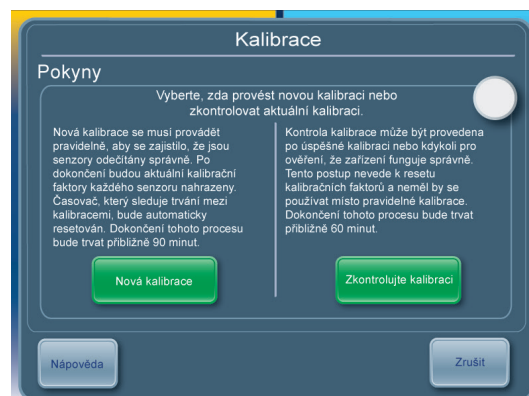 Kalibrace
Pokyny
Vyberte, zda provést novou kalibraci nebo
zkontrolovat aktuální kalibraci.
Nová kalibrace se musí provádět
pravidelně, aby se zajistilo, že jsou
senzory odečítány správně. Po
dokončení budou aktuální kalibrační
faktory každého senzoru nahrazeny.
Časovač, který sleduje trvání mezi
kalibracemi, bude automaticky
resetován. Dokončení tohoto procesu
bude trvat přibližně 90 minut.
Nová kalibrace
Kontrola kalibrace může být provedena
po úspěšné kalibraci nebo kdykoli pro
ověření, že zařízení funguje správně.
Tento postup nevede k resetu
kalibračních faktorů a neměl by se
používat místo pravidelné kalibrace.
Dokončení tohoto procesu bude trvat
přibližně 60 minut.
Zkontrolujte kalibraci
Nápověda
Zrušit